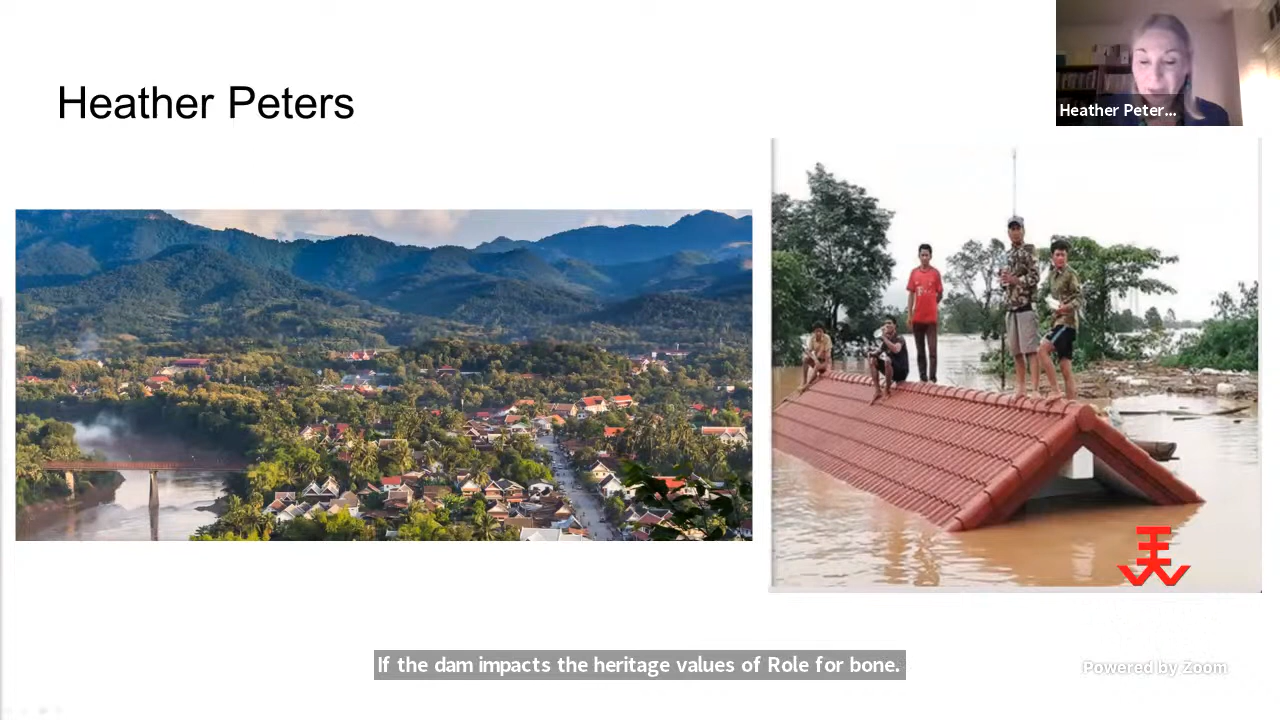 Heather Peter...
Heather Peters
If the dam impacts the heritage values of Role for bone.
Powered by Zoom